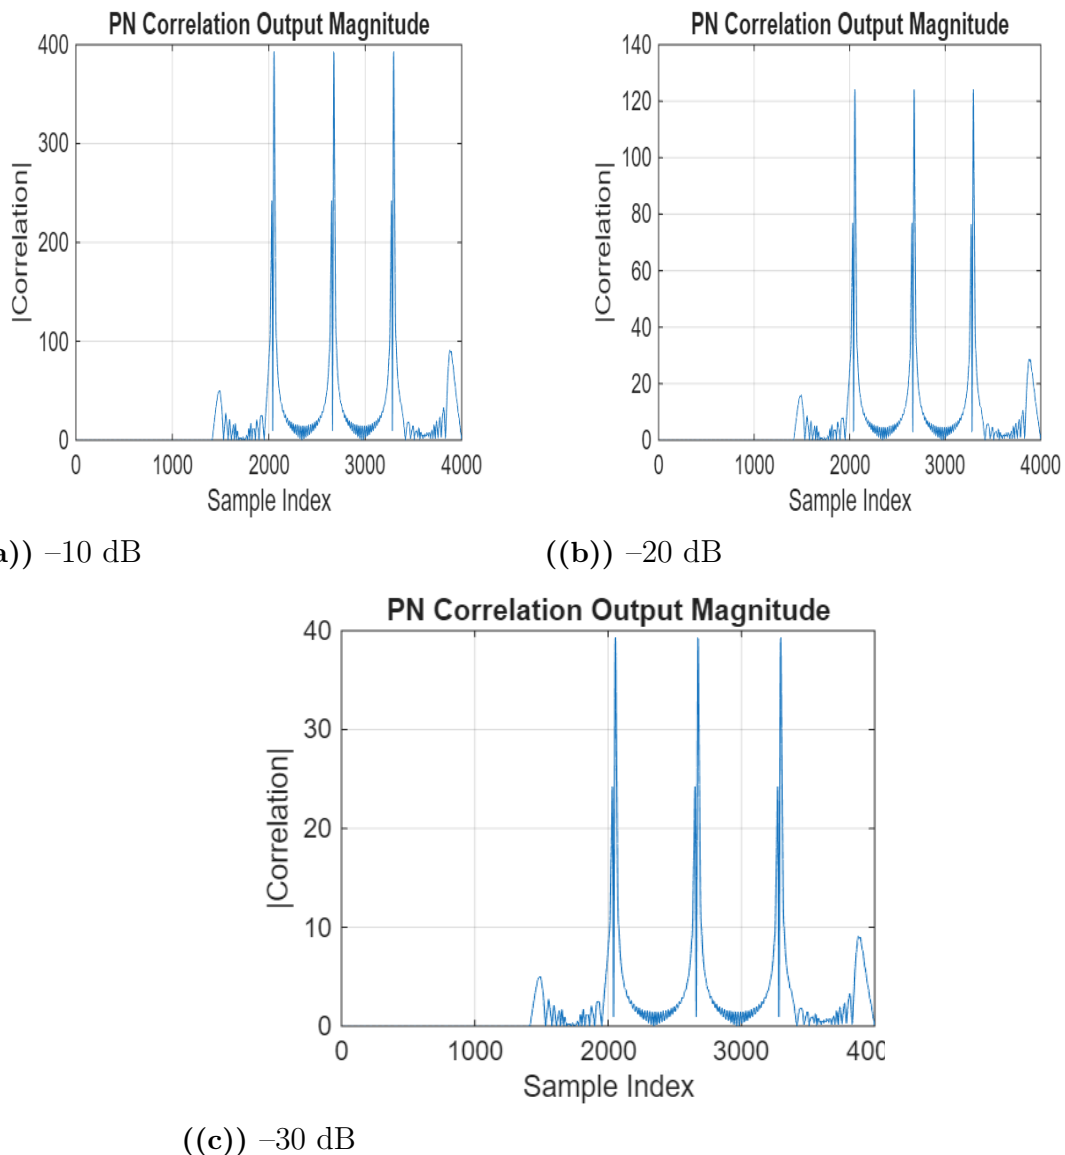 PN Correlation Output Magnitude
400
300
200
100
0
|Correlation|
0 1000 2000 3000 4000
Sample Index
a)) –10 dB
PN Correlation Output Magnitude
140
120
100
80
60
40
20
0
|Correlation|
0 1000 2000 3000 4000
Sample Index
((b)) –20 dB
PN Correlation Output Magnitude
40
30
20
10
0
|Correlation|
0 1000 2000 3000 400
Sample Index
((c)) –30 dB